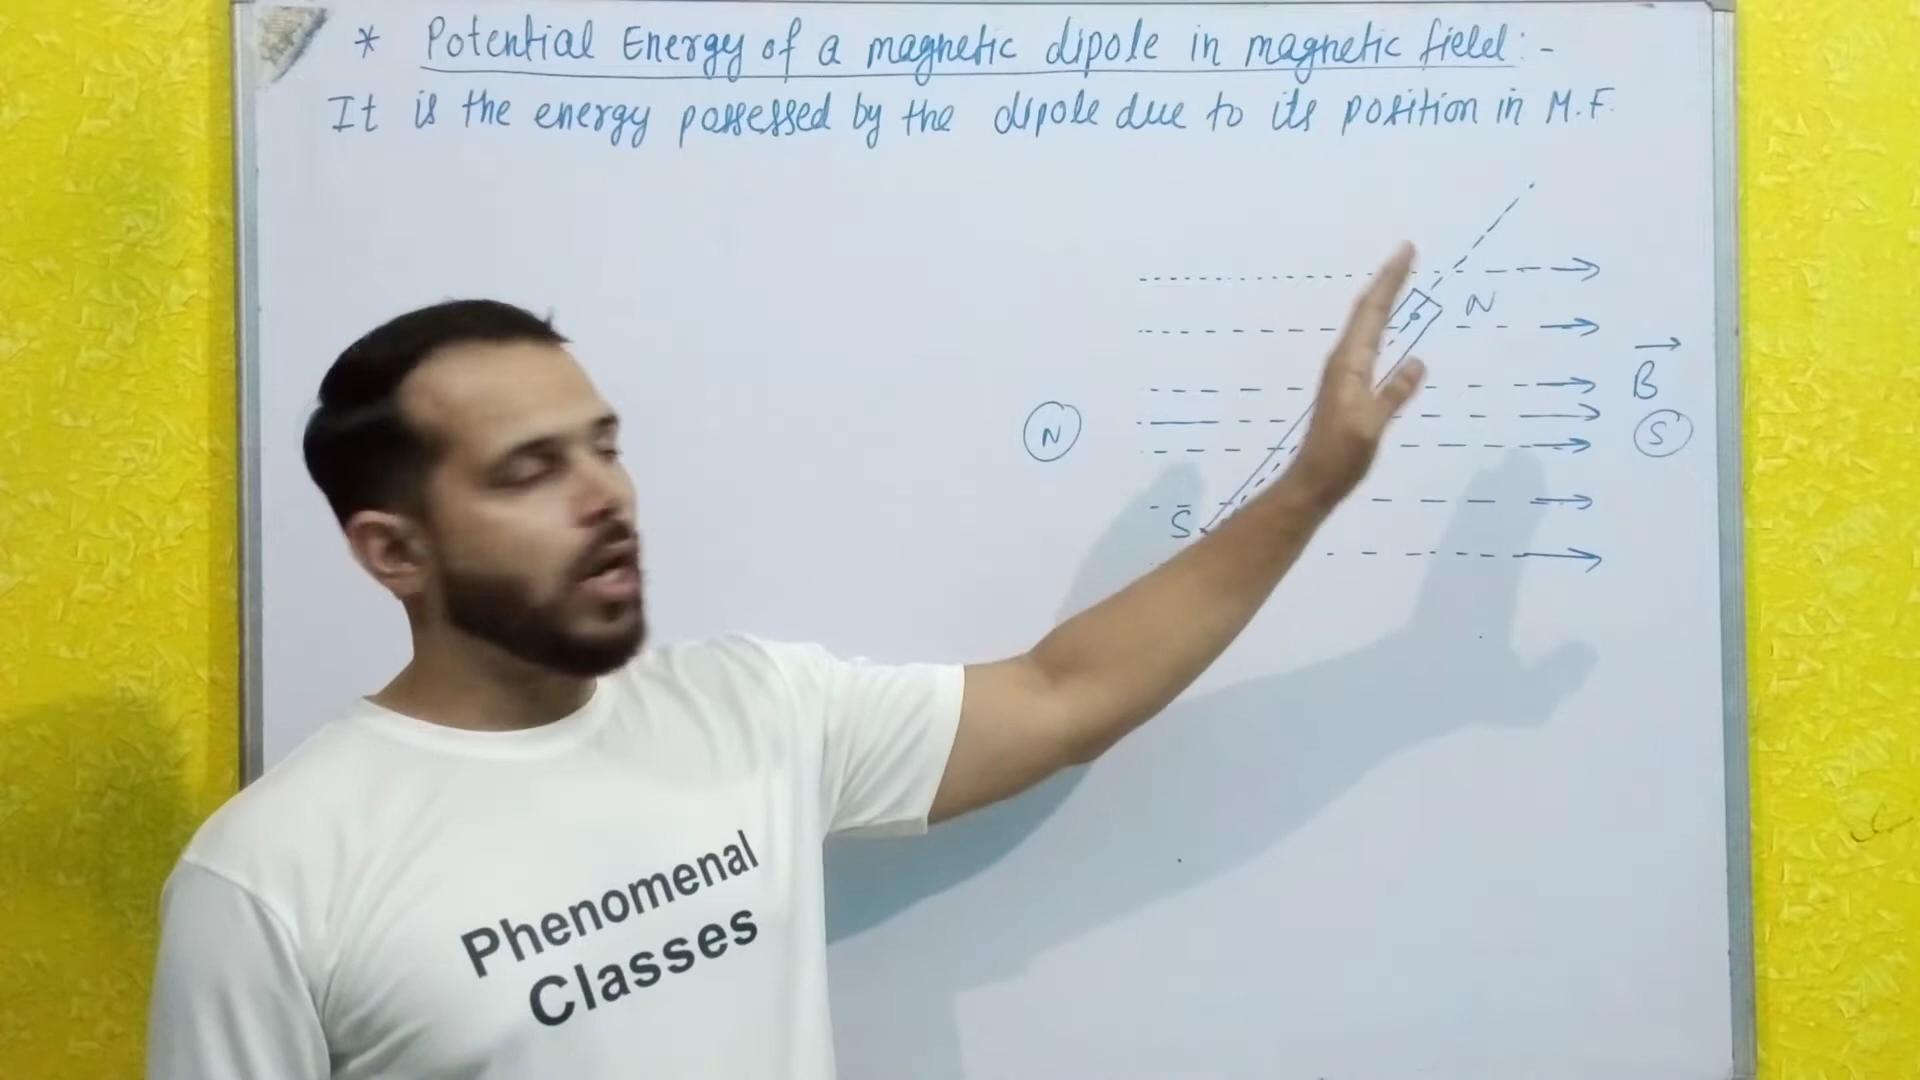 * Potential Energy of a magnetic dipole in magnetic field:-
It is the energy possessed by the dipole due to its position in M.F.
N
B
N
S
S
Phenomenal
Classes